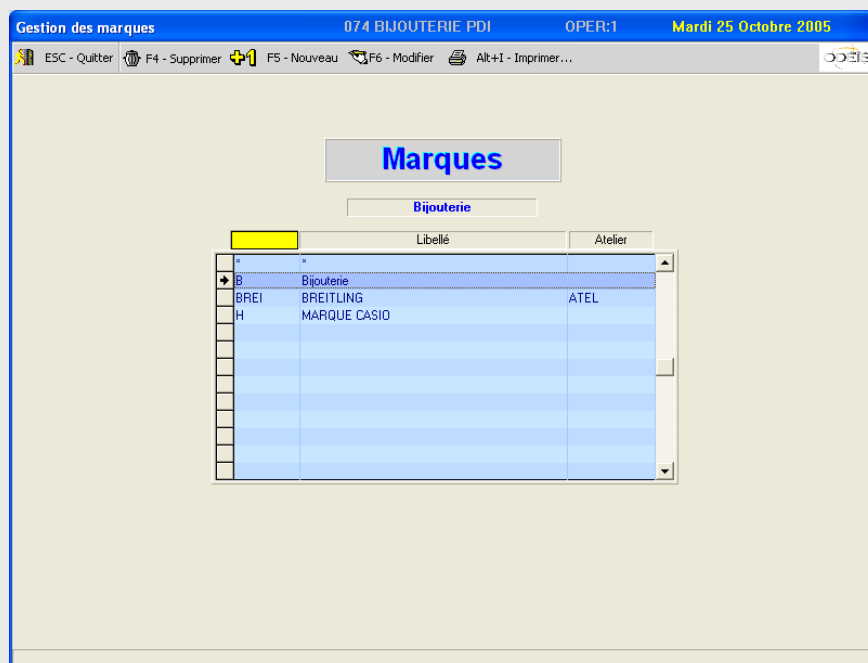 Gestion des marques 074 BIJOUTERIE PDI OPER:1 Mardi 25 Octobre 2005
ESC - Quitter F4 - Supprimer F5 - Nouveau F6 - Modifier Alt+I - Imprimer...
Marques
Bijouterie
Libellé Atelier
* *
B Bijouterie
BREI BREITLING ATEL
H MARQUE CASIO